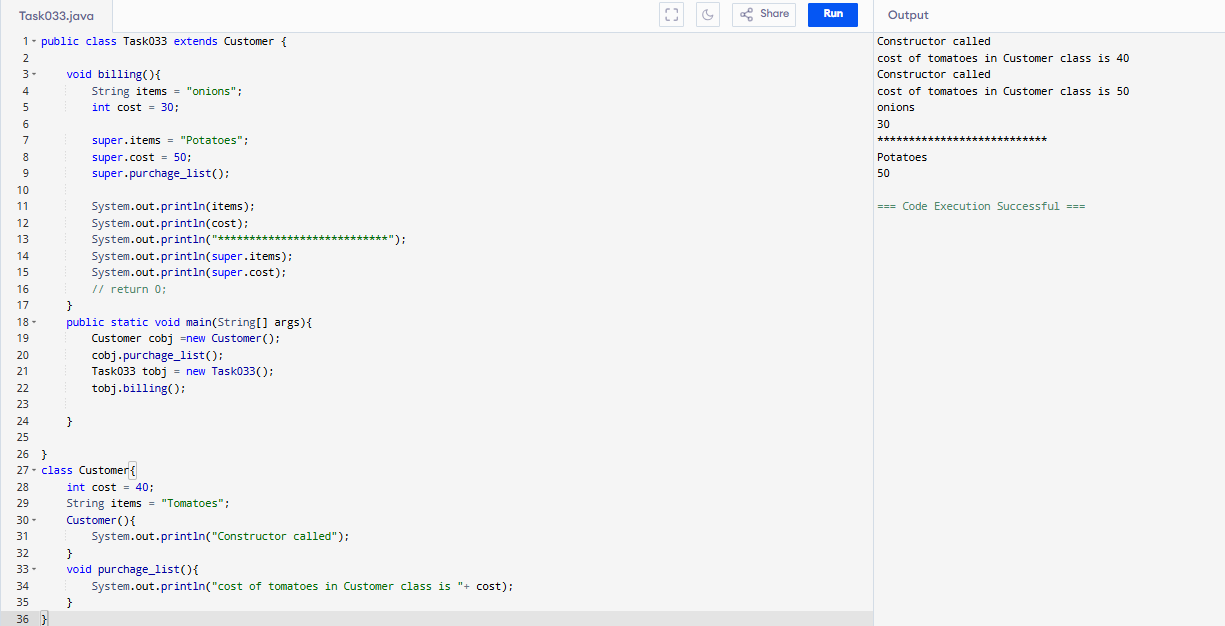 Task033.java
Share
Run
Output
1 public class Task033 extends Customer {
2
3     void billing(){
4         String items = "onions";
5         int cost = 30;
6
7         super.items = "Potatoes";
8         super.cost = 50;
9         super.purchage_list();
10
11         System.out.println(items);
12         System.out.println(cost);
13         System.out.println("***************************");
14         System.out.println(super.items);
15         System.out.println(super.cost);
16         // return 0;
17     }
18     public static void main(String[] args){
19         Customer cobj =new Customer();
20         cobj.purchage_list();
21         Task033 tobj = new Task033();
22         tobj.billing();
23
24     }
25
26 }
27 class Customer{
28     int cost = 40;
29     String items = "Tomatoes";
30     Customer(){
31         System.out.println("Constructor called");
32     }
33     void purchage_list(){
34         System.out.println("cost of tomatoes in Customer class is "+ cost);
35     }
36 }
Constructor called
cost of tomatoes in Customer class is 40
Constructor called
cost of tomatoes in Customer class is 50
onions
30
***************************
Potatoes
50
=== Code Execution Successful ===